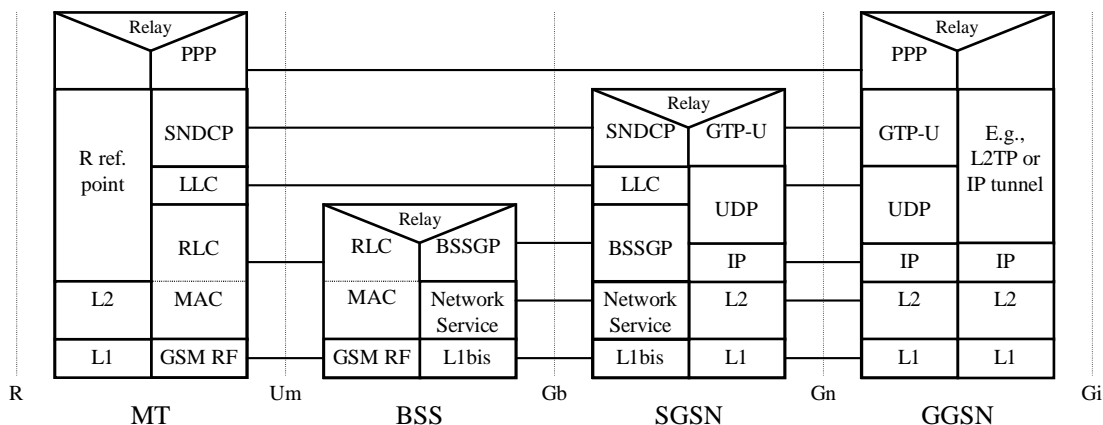 Relay
PPP
R ref.
point
SNDCP
LLC
RLC
L2
MAC
L1
GSM RF
Relay
RLC
BSSGP
MAC
Network
Service
GSM RF
L1bis
Relay
SNDCP
GTP-U
LLC
UDP
BSSGP
IP
Network
Service
L2
L1bis
L1
Relay
PPP
GTP-U
E.g.,
L2TP or
IP tunnel
UDP
IP
IP
L2
L2
L1
L1
R
Um
Gb
Gn
Gi
MT
BSS
SGSN
GGSN